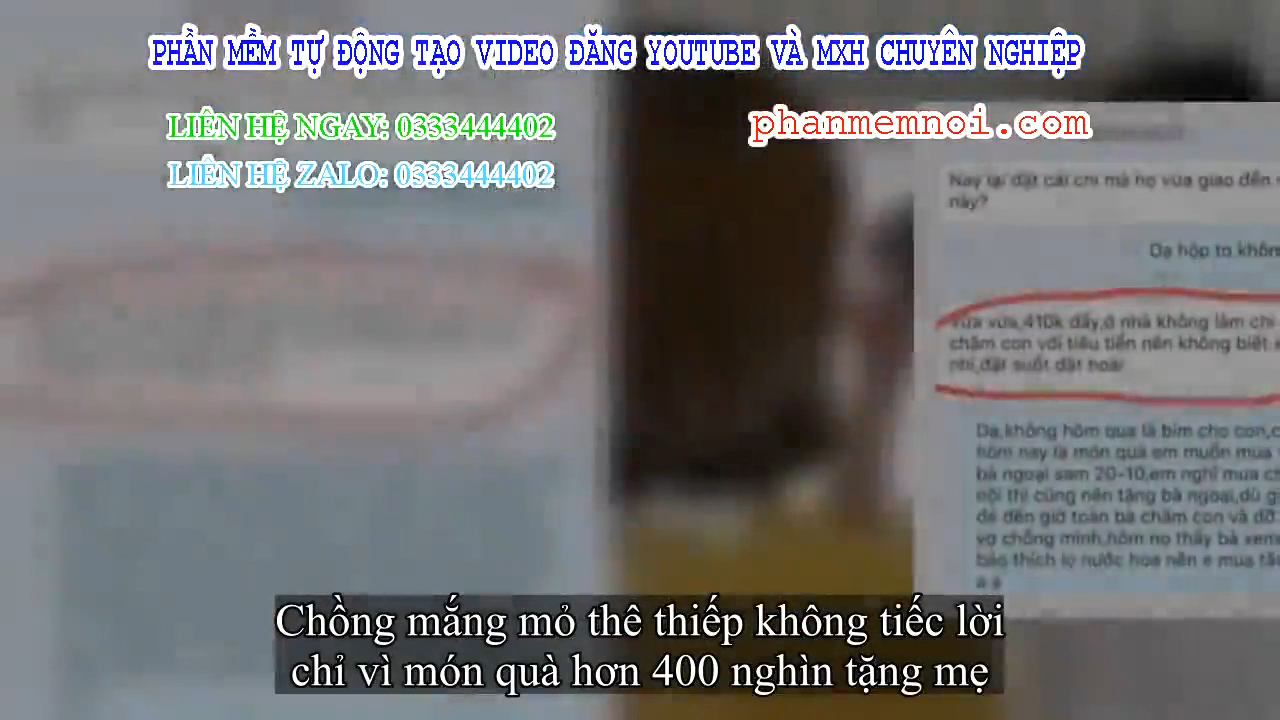 PHẦN MỀM TỰ ĐỘNG TẠO VIDEO ĐĂNG YOUTUBE VÀ MXH CHUYÊN NGHIỆP
LIÊN HỆ NGAY: 0333444402
phanmemnoi.com
LIÊN HỆ ZALO: 0333444402
Nay lại đặt cái chi mà họ vừa giao đến
này?
Dạ hộp to khôn
vừa vừa,410k đấy,ở nhà không làm chi
chăm con với tiêu tiền nên không biết
nhỉ,đặt suốt đặt hoài
Dạ,không hôm qua là bỉm cho con,
hôm nay là món quà em muốn mua
bà ngoại sam 20-10,em nghĩ mua
nội thì cũng nên tặng bà ngoại,dù
đẻ đến giờ toàn bà chăm con và đỡ
vợ chồng mình,hôm nọ thấy bà xem
bảo thích lọ nước hoa nên e mua
ạ ạ
Chồng mắng mỏ thê thiếp không tiếc lời
chỉ vì món quà hơn 400 nghìn tặng mẹ